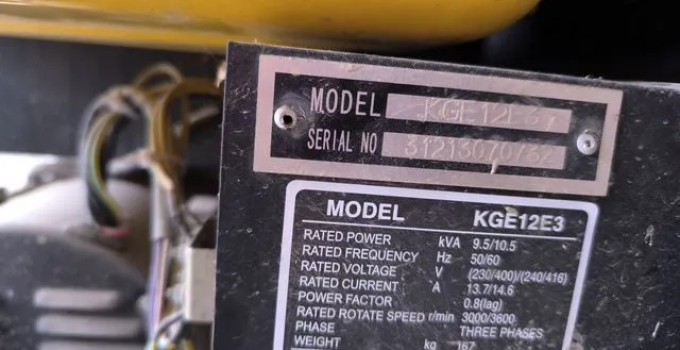 MODEL KGE12E3
SERIAL NO 3121307073
MODEL KGE12E3
RATED POWER kVA 9.5/10.5
RATED FREQUENCY Hz 50/60
RATED VOLTAGE V (230/400)/(240/416)
RATED CURRENT A 13.7/14.6
POWER FACTOR 0.8(lag)
RATED ROTATE SPEED r/min 3000/3600
PHASE THREE PHASES
WEIGHT kg 167